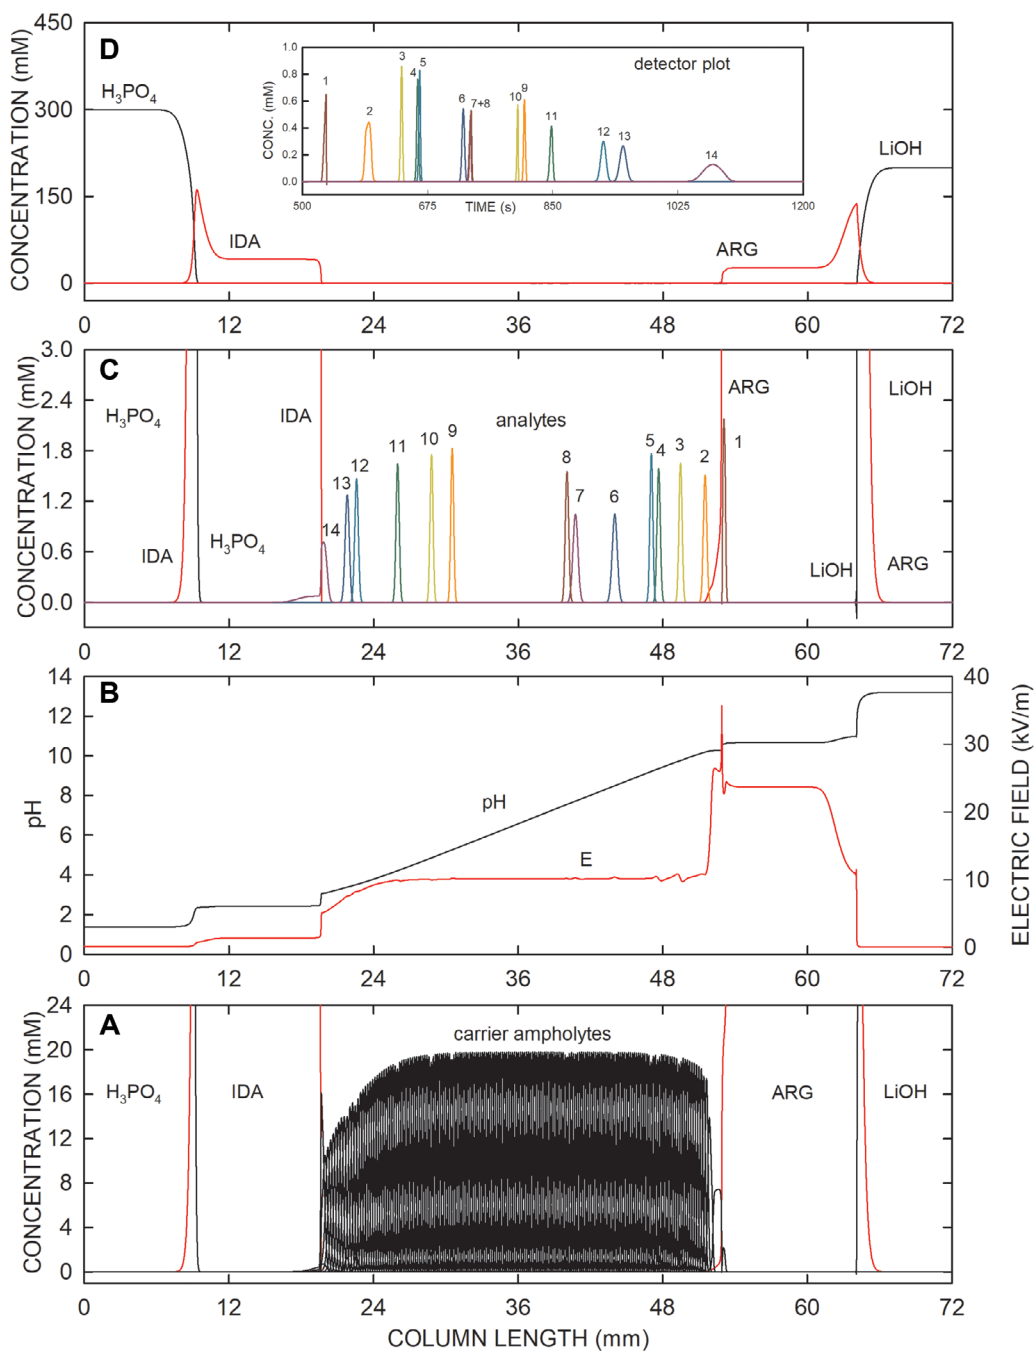 D
450
300
150
0
CONCENTRATION (mM)
H₃PO₄
IDA
ARG
LiOH
detector plot
1.0
0.8
0.6
0.4
0.2
0.0
CONC. (mM)
1 2 3 4 5 6 7+8 10 9 11 12 13 14
500 675 850 1025 1200
TIME (s)
0 12 24 36 48 60 72
C
3.0
2.4
1.8
1.2
0.6
0.0
CONCENTRATION (mM)
H₃PO₄
IDA
ARG
LiOH
analytes
14 13 12 11 10 9 8 7 6 5 4 3 2 1
IDA
H₃PO₄
LiOH
ARG
0 12 24 36 48 60 72
B
14
12
10
8
6
4
2
0
pH
pH
E
40
30
20
10
0
ELECTRIC FIELD (kV/m)
0 12 24 36 48 60 72
A
24
20
16
12
8
4
0
CONCENTRATION (mM)
carrier ampholytes
H₃PO₄
IDA
ARG
LiOH
0 12 24 36 48 60 72
COLUMN LENGTH (mm)